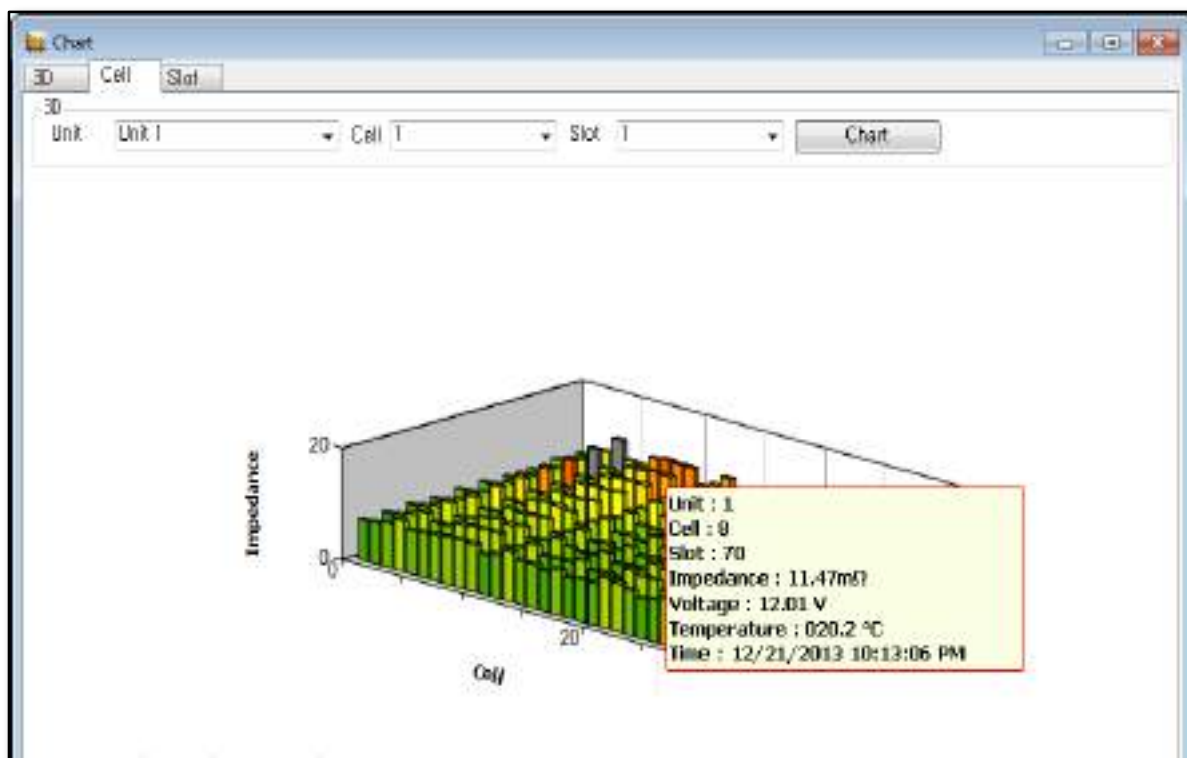 Chart
3D Cell Slot
3D
Unit Unit 1 Cell 1 Slot 1 Chart
20
Impedance
0
0
20
Cell
Unit : 1
Cell : 8
Slot : 70
Impedance : 11.47mΩ
Voltage : 12.01 V
Temperature : 020.2 ℃
Time : 12/21/2013 10:13:06 PM